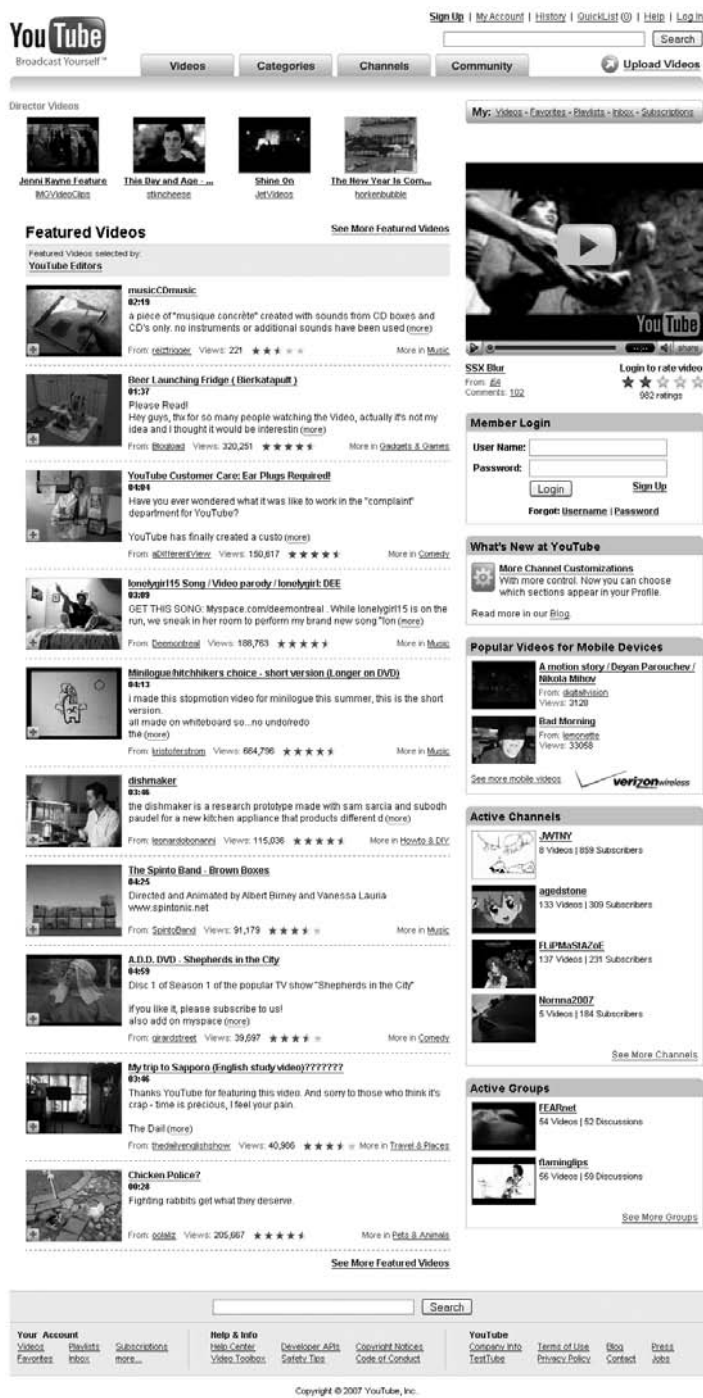 Sign Up | My Account | History | QuickList (0) | Help | Log In
YouTube
Broadcast Yourself™
Search
Videos
Categories
Channels
Community
Upload Videos
Director Videos
Jenni Kayne Feature
IMGVideoClips
This Day and Age - ...
stkncheese
Shine On
JetVideos
The New Year Is Com...
horkenbubble
Featured Videos
See More Featured Videos
Featured Videos selected by:
YouTube Editors
musicCDmusic
02:19
a piece of "musique concrète" created with sounds from CD boxes and
CD's only. no instruments or additional sounds have been used (more)
From: reiztrigger Views: 221
More in Music
Beer Launching Fridge ( Bierkatapult )
01:37
Please Read!
Hey guys, thx for so many people watching the Video, actually it's not my
idea and I thought it would be interestin (more)
From: Blogload Views: 320,251
More in Gadgets & Games
YouTube Customer Care: Ear Plugs Required!
04:04
Have you ever wondered what it was like to work in the "complaint"
department for YouTube?
YouTube has finally created a custo (more)
From: aDifferentView Views: 150,617
More in Comedy
lonelygirl15 Song / Video parody / lonelygirl: DEE
03:09
GET THIS SONG: Myspace.com/deemontreal . While lonelygirl15 is on the
run, we sneak in her room to perform my brand new song "lon (more)
From: Deemontreal Views: 186,763
More in Music
Minilogue/hitchhikers choice - short version (Longer on DVD)
04:13
i made this stopmotion video for minilogue this summer, this is the short
version.
all made on whiteboard so...no undo/redo
the (more)
From: kristoferstrom Views: 664,796
More in Music
dishmaker
03:46
the dishmaker is a research prototype made with sam sarcia and subodh
paudel for a new kitchen appliance that products different d (more)
From: leonardobonanni Views: 115,036
More in Howto & DIY
The Spinto Band - Brown Boxes
04:25
Directed and Animated by Albert Birney and Vanessa Lauria
www.spintonic.net
From: SpintoBand Views: 91,179
More in Music
A.D.D. DVD - Shepherds in the City
04:59
Disc 1 of Season 1 of the popular TV show "Shepherds in the City"
if you like it, please subscribe to us!
also add on myspace (more)
From: girardstreet Views: 39,697
More in Comedy
My trip to Sapporo (English study video)???????
03:46
Thanks YouTube for featuring this video. And sorry to those who think it's
crap - time is precious, I feel your pain.
The Dail (more)
From: thedailyenglishshow Views: 40,906
More in Travel & Places
Chicken Police?
00:28
Fighting rabbits get what they deserve.
From: oolaliz Views: 205,667
More in Pets & Animals
See More Featured Videos
My: Videos - Favorites - Playlists - Inbox - Subscriptions
YouTube
share
SSX Blur
From: i64
Comments: 102
Login to rate video
982 ratings
Member Login
User Name:
Password:
Login
Sign Up
Forgot: Username | Password
What's New at YouTube
More Channel Customizations
With more control. Now you can choose
which sections appear in your Profile.
Read more in our Blog.
Popular Videos for Mobile Devices
A motion story / Deyan Parouchev /
Nikola Mihov
From: digitallvision
Views: 3128
Bad Morning
From: lemonette
Views: 33058
See more mobile videos
verizonwireless
Active Channels
JWTNY
8 Videos | 859 Subscribers
agedstone
133 Videos | 309 Subscribers
FLiPMaStAZoE
137 Videos | 231 Subscribers
Nornna2007
5 Videos | 184 Subscribers
See More Channels
Active Groups
FEARnet
54 Videos | 52 Discussions
flaminglips
56 Videos | 59 Discussions
See More Groups
Search
Your Account
Videos
Playlists
Subscriptions
Favorites
Inbox
more...
Help & Info
Help Center
Developer APIs
Copyright Notices
Video Toolbox
Safety Tips
Code of Conduct
YouTube
Company Info
Terms of Use
Blog
Press
TestTube
Privacy Policy
Contact
Jobs
Copyright © 2007 YouTube, Inc.